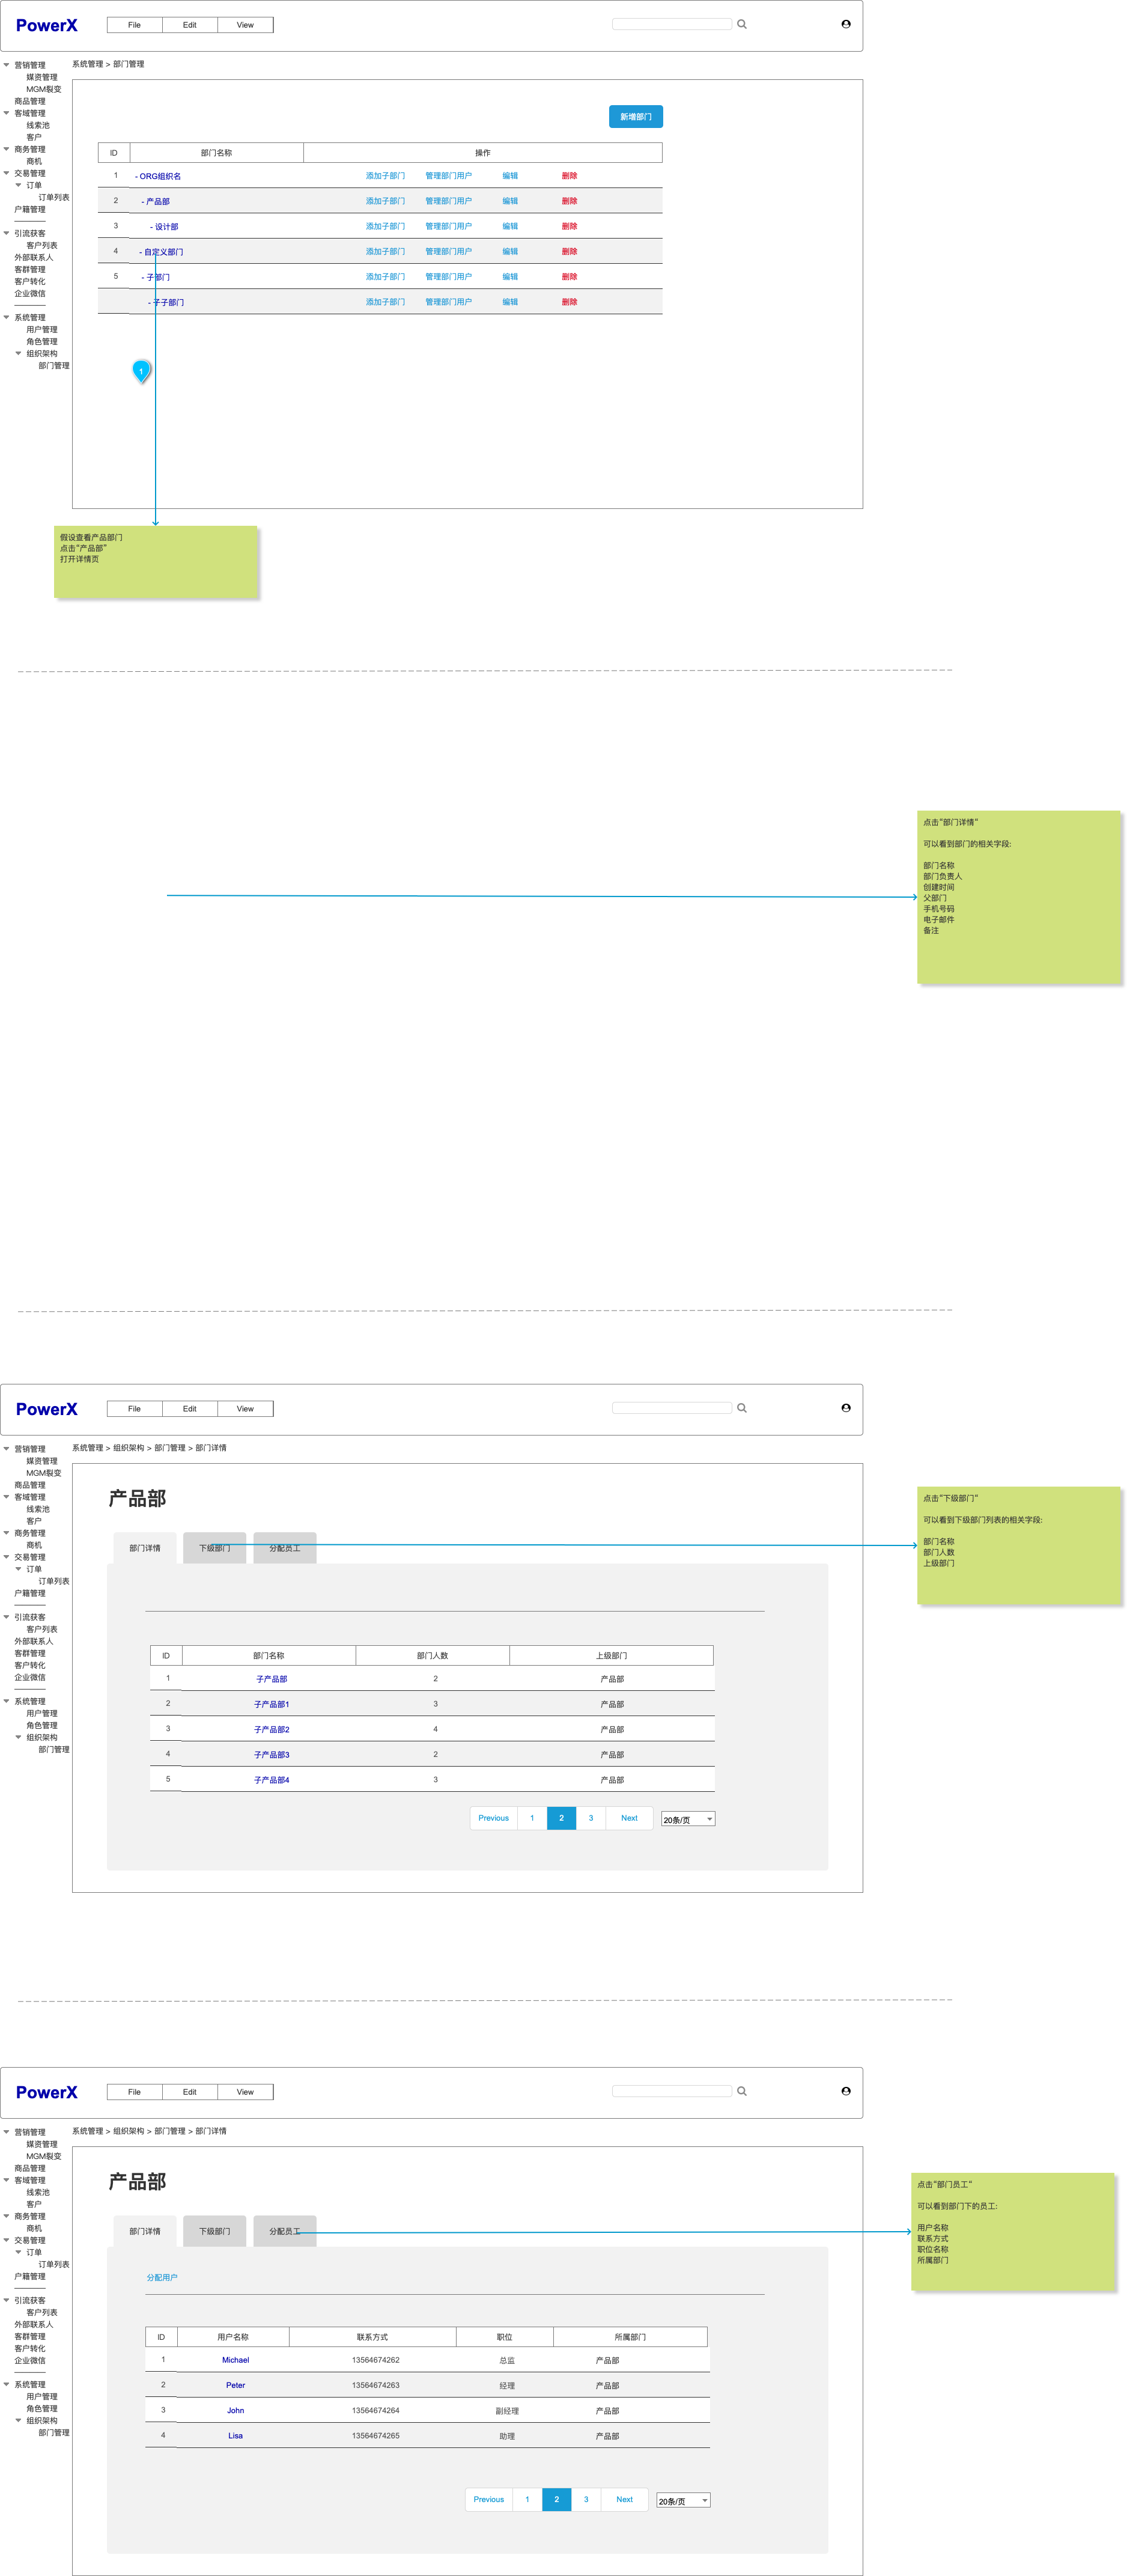 PowerX
File Edit View
系统管理 > 部门管理
营销管理
媒资管理
MGM裂变
商品管理
客域管理
线索池
客户
商务管理
商机
交易管理
订单
订单列表
户籍管理
引流获客
客户列表
外部联系人
客群管理
客户转化
企业微信
系统管理
用户管理
角色管理
组织架构
部门管理
新增部门
ID 部门名称 操作
1 - ORG组织名 添加子部门 管理部门用户 编辑 删除
2 - 产品部 添加子部门 管理部门用户 编辑 删除
3 - 设计部 添加子部门 管理部门用户 编辑 删除
4 - 自定义部门 添加子部门 管理部门用户 编辑 删除
5 - 子部门 添加子部门 管理部门用户 编辑 删除
- 子子部门 添加子部门 管理部门用户 编辑 删除
1
假设查看产品部门
点击“产品部”
打开详情页
点击“部门详情”
可以看到部门的相关字段:
部门名称
部门负责人
创建时间
父部门
手机号码
电子邮件
备注
PowerX
File Edit View
系统管理 > 组织架构 > 部门管理 > 部门详情
营销管理
媒资管理
MGM裂变
商品管理
客域管理
线索池
客户
商务管理
商机
交易管理
订单
订单列表
户籍管理
引流获客
客户列表
外部联系人
客群管理
客户转化
企业微信
系统管理
用户管理
角色管理
组织架构
部门管理
产品部
部门详情 下级部门 分配员工
ID 部门名称 部门人数 上级部门
1 子产品部 2 产品部
2 子产品部1 3 产品部
3 子产品部2 4 产品部
4 子产品部3 2 产品部
5 子产品部4 3 产品部
Previous 1 2 3 Next 20条/页
点击“下级部门”
可以看到下级部门列表的相关字段:
部门名称
部门人数
上级部门
PowerX
File Edit View
系统管理 > 组织架构 > 部门管理 > 部门详情
营销管理
媒资管理
MGM裂变
商品管理
客域管理
线索池
客户
商务管理
商机
交易管理
订单
订单列表
户籍管理
引流获客
客户列表
外部联系人
客群管理
客户转化
企业微信
系统管理
用户管理
角色管理
组织架构
部门管理
产品部
部门详情 下级部门 分配员工
分配用户
ID 用户名称 联系方式 职位 所属部门
1 Michael 13564674262 总监 产品部
2 Peter 13564674263 经理 产品部
3 John 13564674264 副经理 产品部
4 Lisa 13564674265 助理 产品部
Previous 1 2 3 Next 20条/页
点击“部门员工”
可以看到部门下的员工:
用户名称
联系方式
职位名称
所属部门